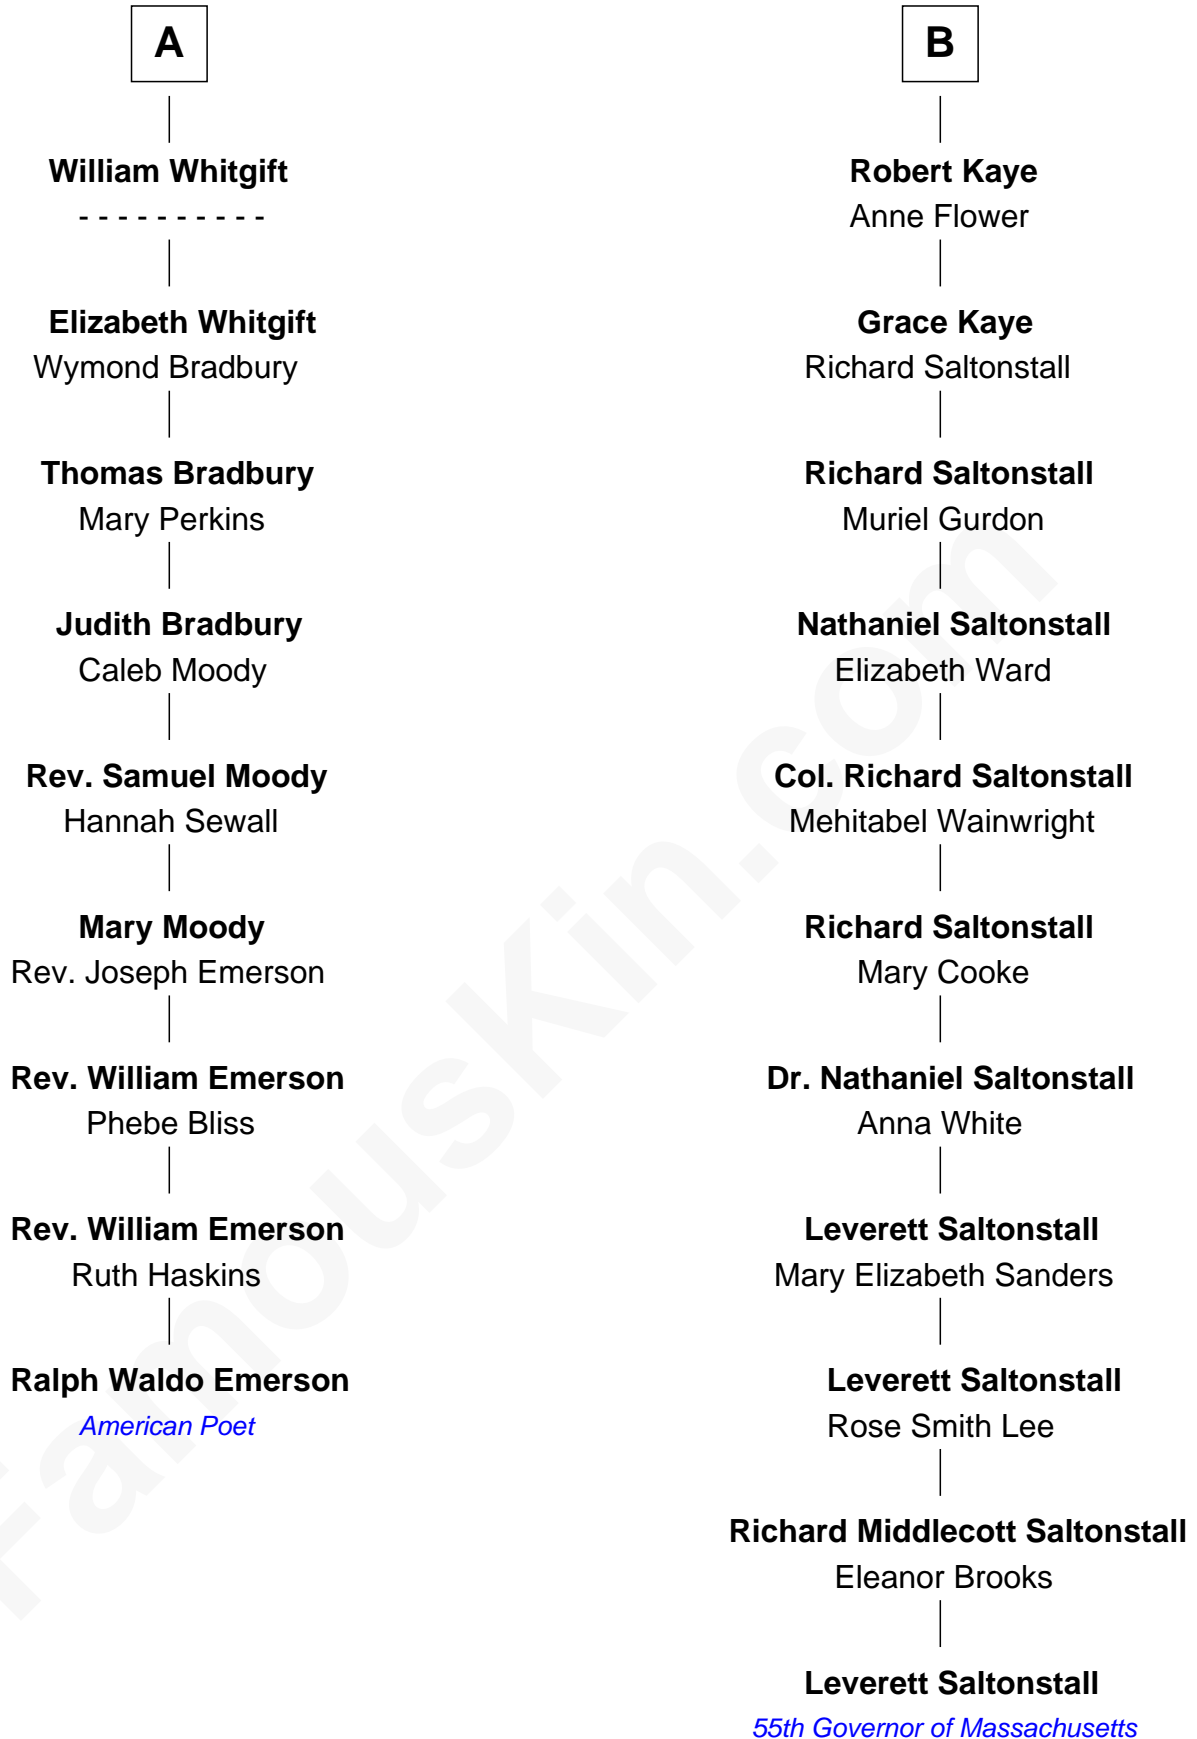 A
William Whitgift
- - - - - - - - - -
Elizabeth Whitgift
Wymond Bradbury
Thomas Bradbury
Mary Perkins
Judith Bradbury
Caleb Moody
Rev. Samuel Moody
Hannah Sewall
Mary Moody
Rev. Joseph Emerson
Rev. William Emerson
Phebe Bliss
Rev. William Emerson
Ruth Haskins
Ralph Waldo Emerson
American Poet
B
Robert Kaye
Anne Flower
Grace Kaye
Richard Saltonstall
Richard Saltonstall
Muriel Gurdon
Nathaniel Saltonstall
Elizabeth Ward
Col. Richard Saltonstall
Mehitabel Wainwright
Richard Saltonstall
Mary Cooke
Dr. Nathaniel Saltonstall
Anna White
Leverett Saltonstall
Mary Elizabeth Sanders
Leverett Saltonstall
Rose Smith Lee
Richard Middlecott Saltonstall
Eleanor Brooks
Leverett Saltonstall
55th Governor of Massachusetts
FamousKin.com